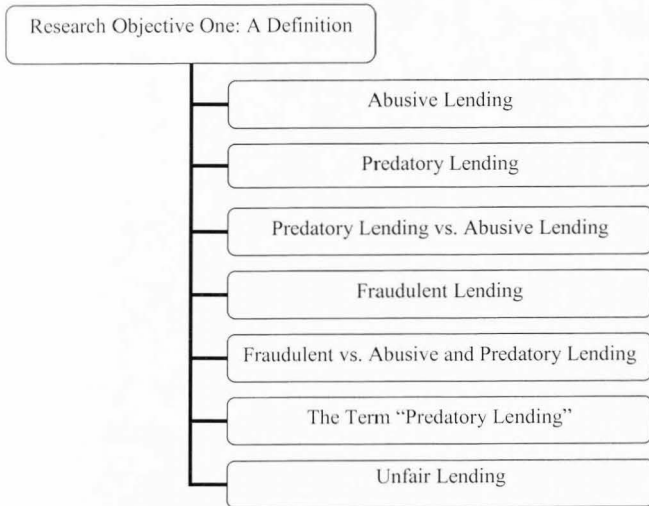 Research Objective One: A Definition
Abusive Lending
Predatory Lending
Predatory Lending vs. Abusive Lending
Fraudulent Lending
Fraudulent vs. Abusive and Predatory Lending
The Term “Predatory Lending”
Unfair Lending